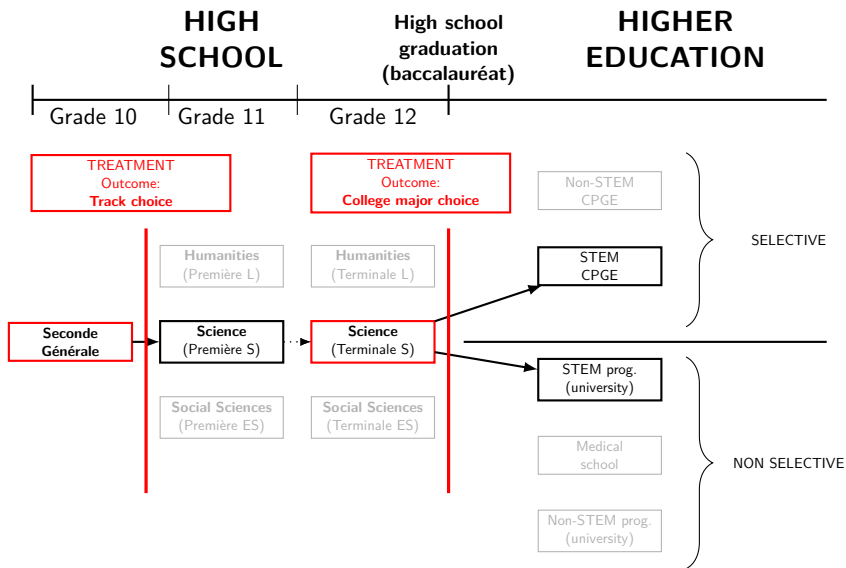 HIGH
SCHOOL
High school
graduation
(baccalauréat)
HIGHER
EDUCATION
Grade 10
Grade 11
Grade 12
TREATMENT
Outcome:
Track choice
TREATMENT
Outcome:
College major choice
Non-STEM
CPGE
SELECTIVE
Humanities
(Première L)
Humanities
(Terminale L)
STEM
CPGE
Seconde
Générale
Science
(Première S)
Science
(Terminale S)
STEM prog.
(university)
Social Sciences
(Première ES)
Social Sciences
(Terminale ES)
Medical
school
NON SELECTIVE
Non-STEM prog.
(university)